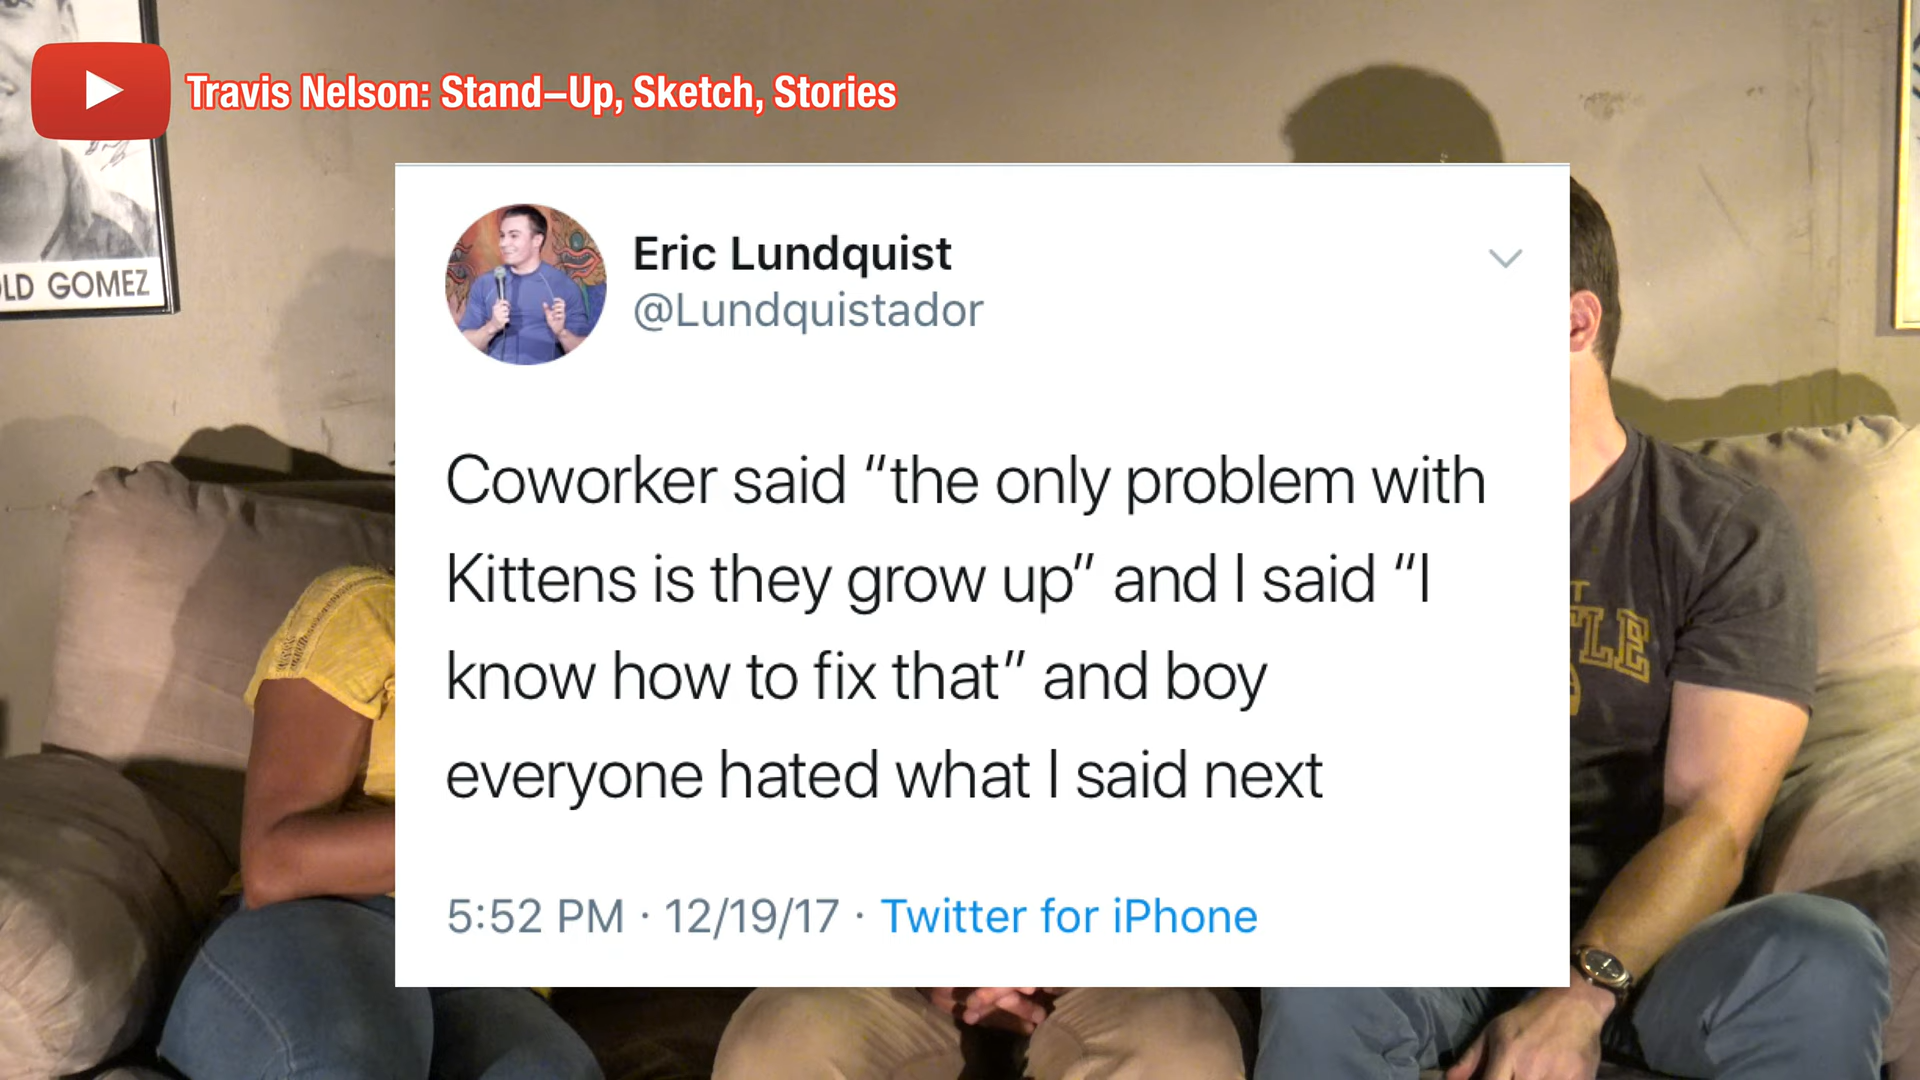 Travis Nelson: Stand–Up, Sketch, Stories
LD GOMEZ
Eric Lundquist
@Lundquistador
Coworker said “the only problem with
Kittens is they grow up” and I said “I
know how to fix that” and boy
everyone hated what I said next
5:52 PM · 12/19/17 · Twitter for iPhone
TLE